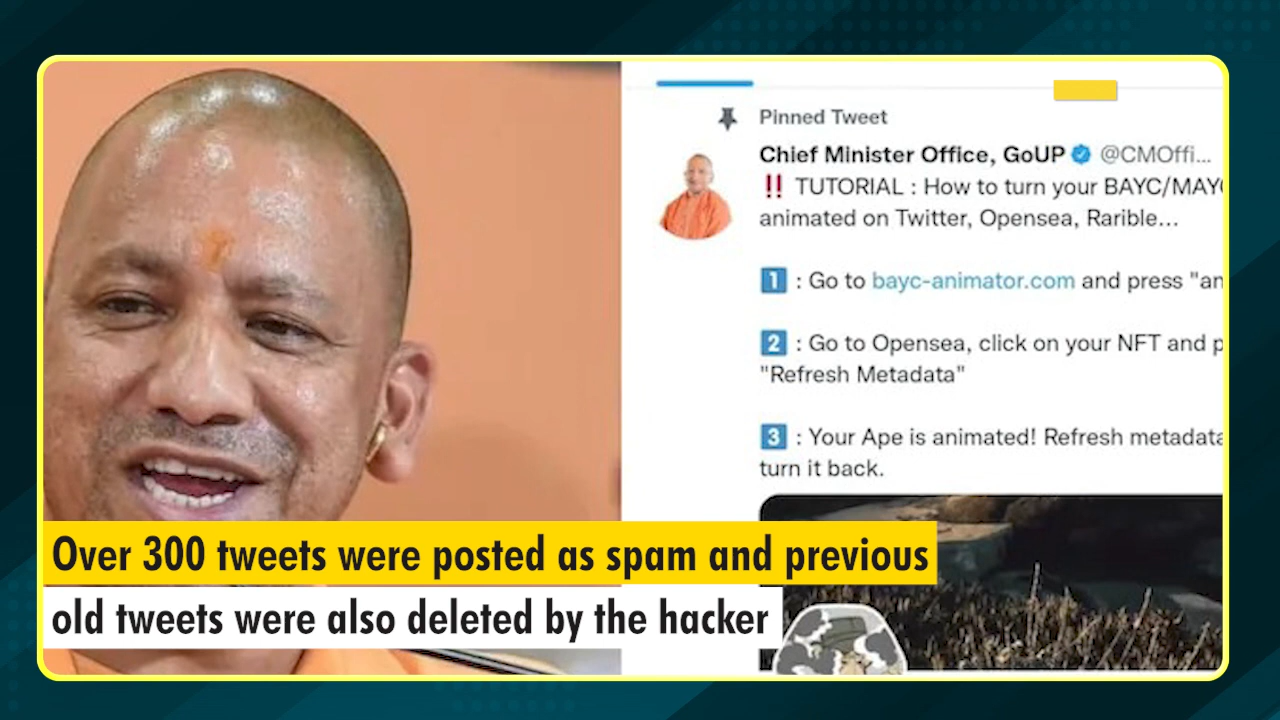 Pinned Tweet
Chief Minister Office, GoUP @CMOffi...
‼ TUTORIAL : How to turn your BAYC/MAYC
animated on Twitter, Opensea, Rarible...
1 : Go to bayc-animator.com and press "an
2 : Go to Opensea, click on your NFT and p
"Refresh Metadata"
3 : Your Ape is animated! Refresh metadata
turn it back.
Over 300 tweets were posted as spam and previous
old tweets were also deleted by the hacker